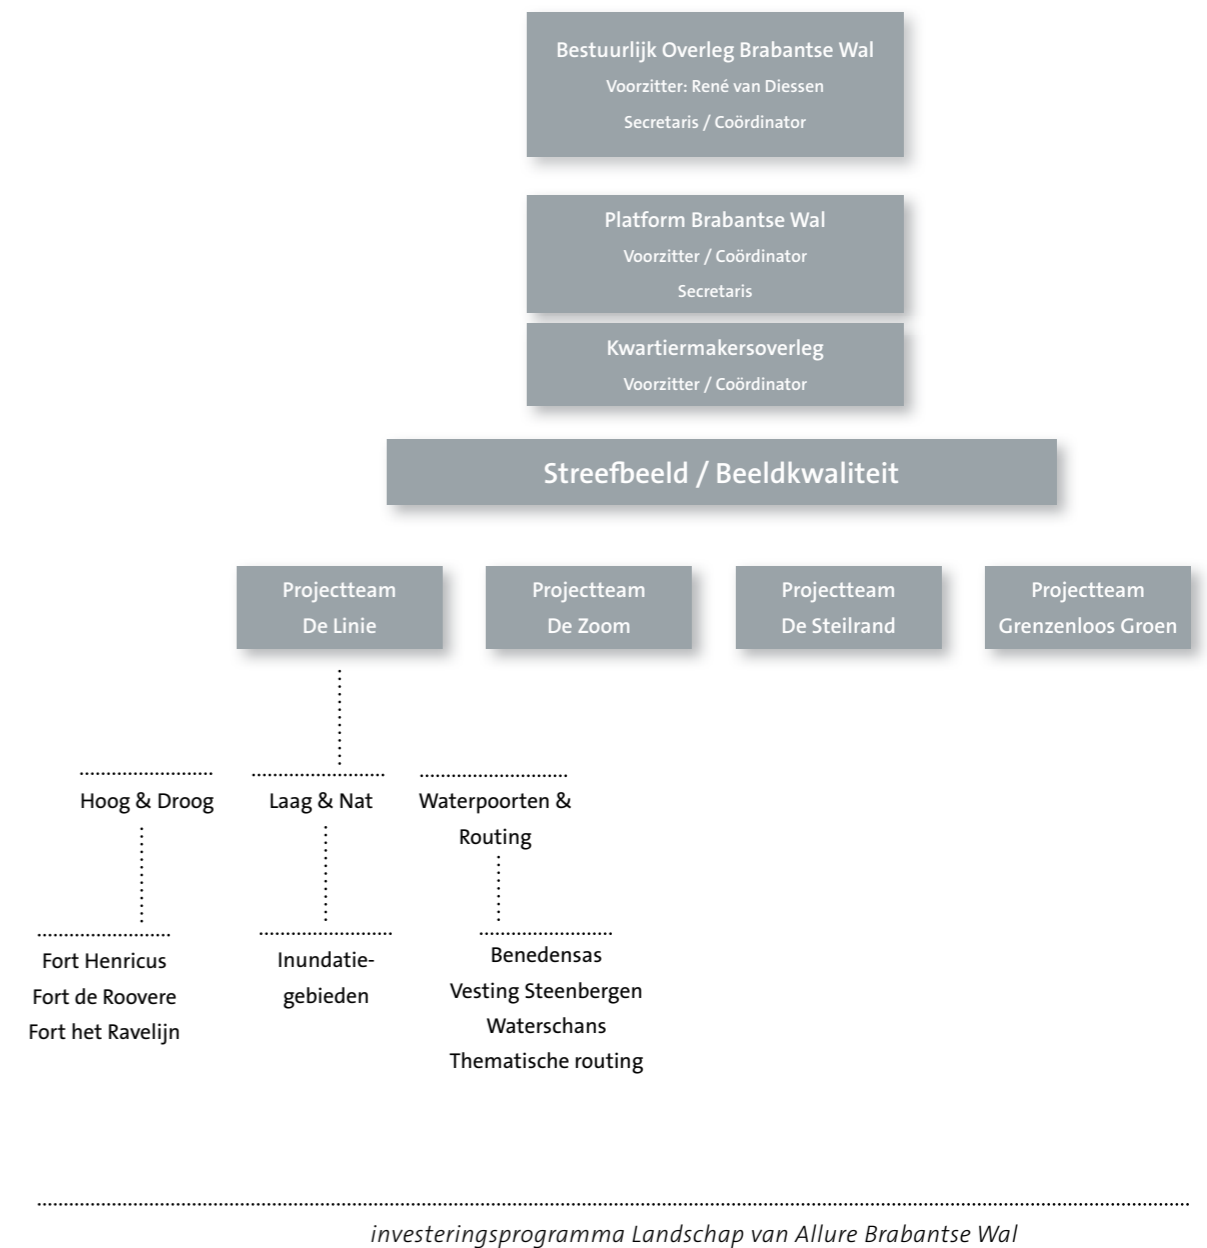 Bestuurlijk Overleg Brabantse Wal
Voorzitter: René van Diessen
Secretaris / Coördinator
Platform Brabantse Wal
Voorzitter / Coördinator
Secretaris
Kwartiermakersoverleg
Voorzitter / Coördinator
Streefbeeld / Beeldkwaliteit
Projectteam
De Linie
Projectteam
De Zoom
Projectteam
De Steilrand
Projectteam
Grenzenloos Groen
Hoog & Droog
Laag & Nat
Waterpoorten &
Routing
Fort Henricus
Fort de Roovere
Fort het Ravelijn
Inundatie-
gebieden
Benedensas
Vesting Steenbergen
Waterschans
Thematische routing
investeringsprogramma Landschap van Allure Brabantse Wal